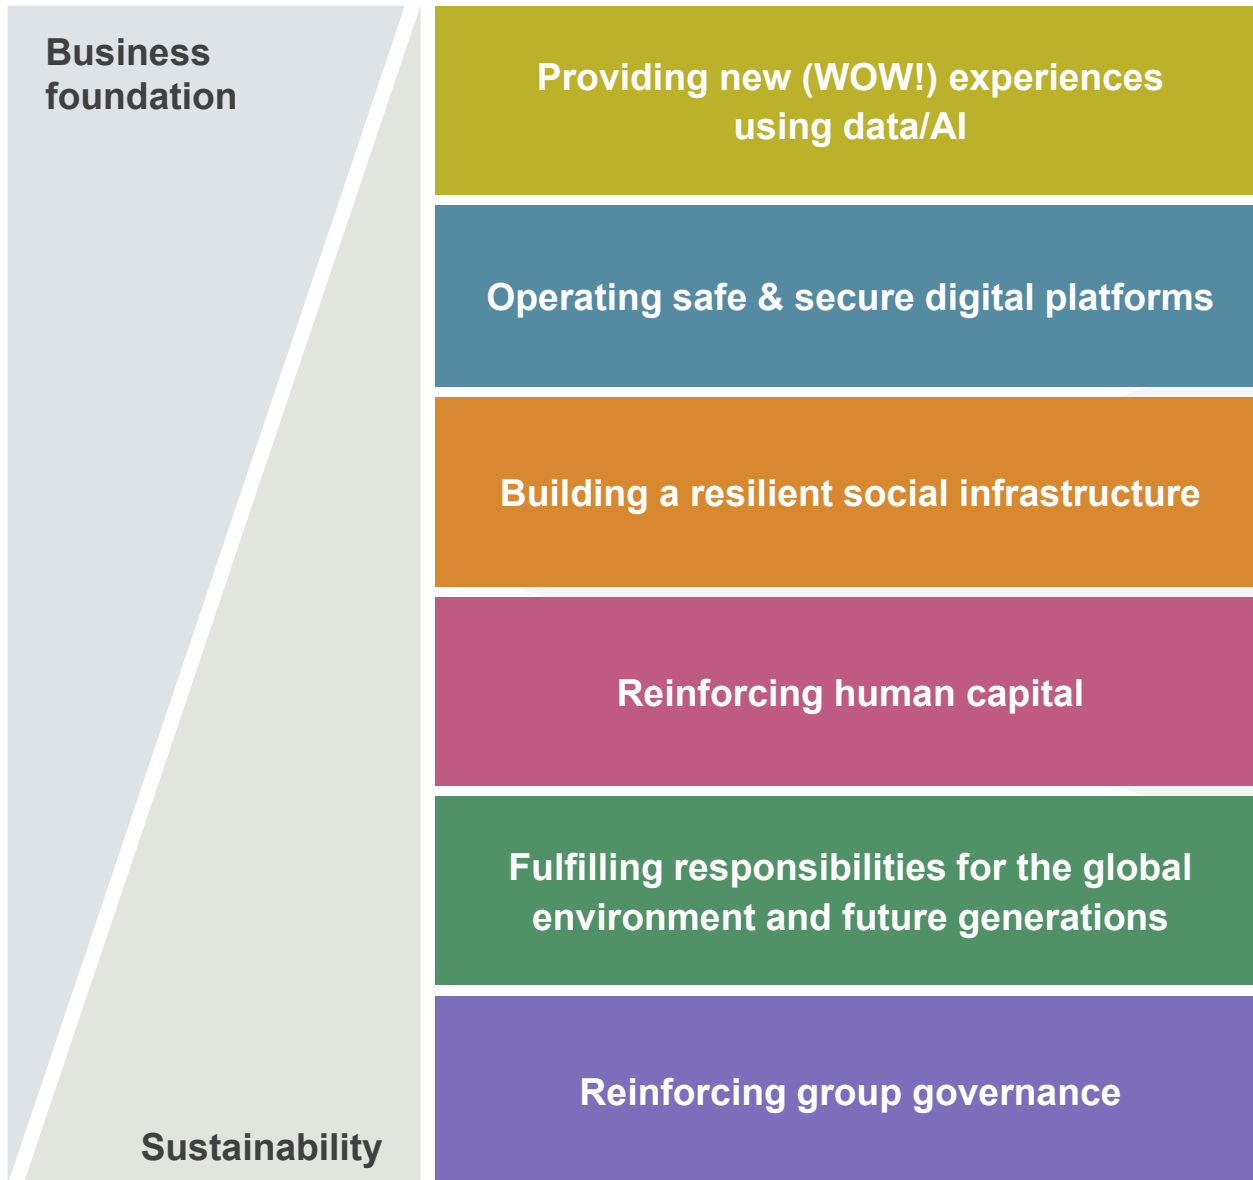 Business
foundation
Providing new (WOW!) experiences
using data/AI
Operating safe & secure digital platforms
Building a resilient social infrastructure
Reinforcing human capital
Fulfilling responsibilities for the global
environment and future generations
Reinforcing group governance
Sustainability